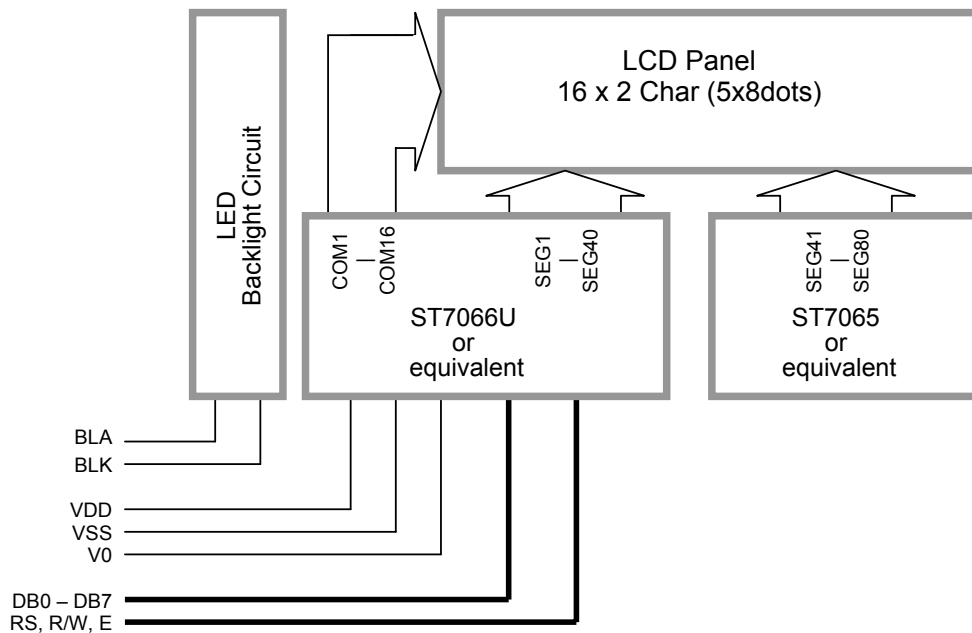 LCD Panel
16 x 2 Char (5x8dots)
LED
Backlight Circuit
COM1
—
COM16
SEG1
—
SEG40
SEG41
—
SEG80
ST7066U
or
equivalent
ST7065
or
equivalent
BLA
BLK
VDD
VSS
V0
DB0 – DB7
RS, R/W, E